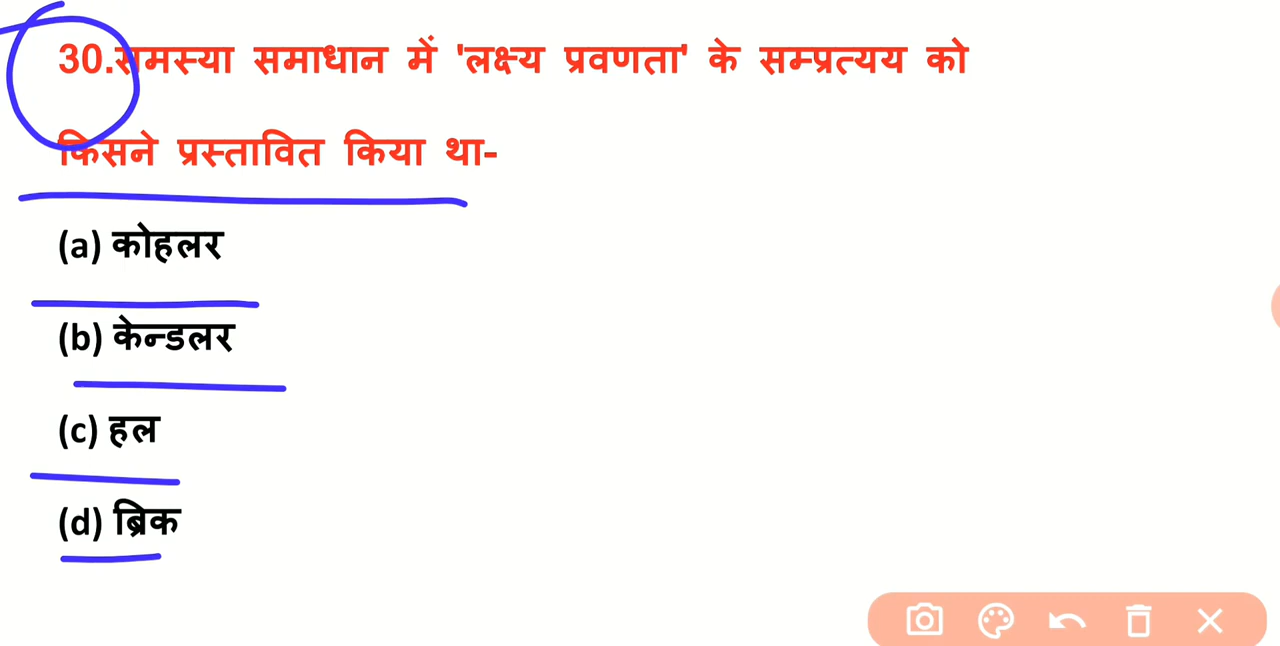 30.समस्या समाधान में 'लक्ष्य प्रवणता' के सम्प्रत्यय को
किसने प्रस्तावित किया था-
(a) कोहलर
(b) केन्डलर
(c) हल
(d) ब्रिक